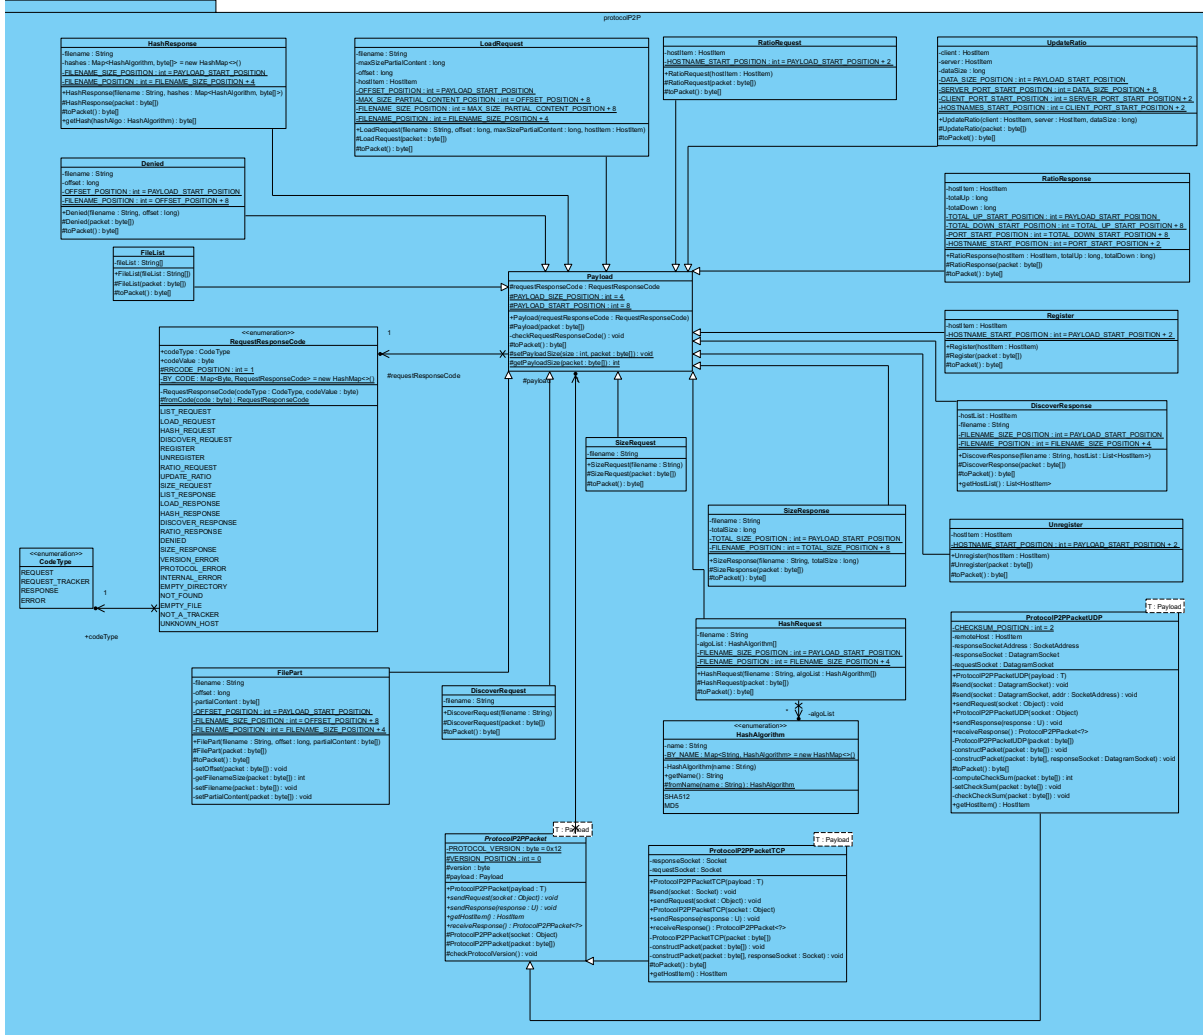 protocolP2P
HashResponse
-filename : String
-hashes : Map<HashAlgorithm, byte[]> = new HashMap<>()
-FILENAME_SIZE_POSITION : int = PAYLOAD_START_POSITION
-FILENAME_POSITION : int = FILENAME_SIZE_POSITION + 4
+HashResponse(filename : String, hashes : Map<HashAlgorithm, byte[]>)
#HashResponse(packet : byte[])
#toPacket() : byte[]
+getHash(hashAlgo : HashAlgorithm) : byte[]
LoadRequest
-filename : String
-maxSizePartialContent : long
-offset : long
-hostItem : HostItem
-OFFSET_POSITION : int = PAYLOAD_START_POSITION
-MAX_SIZE_PARTIAL_CONTENT_POSITION : int = OFFSET_POSITION + 8
-FILENAME_SIZE_POSITION : int = MAX_SIZE_PARTIAL_CONTENT_POSITION + 8
-FILENAME_POSITION : int = FILENAME_SIZE_POSITION + 4
+LoadRequest(filename : String, offset : long, maxSizePartialContent : long, hostItem : HostItem)
#LoadRequest(packet : byte[])
#toPacket() : byte[]
RatioRequest
-hostItem : HostItem
-HOSTNAME_START_POSITION : int = PAYLOAD_START_POSITION + 2
+RatioRequest(hostItem : HostItem)
#RatioRequest(packet : byte[])
#toPacket() : byte[]
UpdateRatio
-client : HostItem
-server : HostItem
-dataSize : long
-DATA_SIZE_POSITION : int = PAYLOAD_START_POSITION
-SERVER_PORT_START_POSITION : int = DATA_SIZE_POSITION + 8
-CLIENT_PORT_START_POSITION : int = SERVER_PORT_START_POSITION + 2
-HOSTNAMES_START_POSITION : int = CLIENT_PORT_START_POSITION + 2
+UpdateRatio(client : HostItem, server : HostItem, dataSize : long)
#UpdateRatio(packet : byte[])
#toPacket() : byte[]
Denied
-filename : String
-offset : long
-OFFSET_POSITION : int = PAYLOAD_START_POSITION
-FILENAME_POSITION : int = OFFSET_POSITION + 8
+Denied(filename : String, offset : long)
#Denied(packet : byte[])
#toPacket() : byte[]
RatioResponse
-hostItem : HostItem
-totalUp : long
-totalDown : long
-TOTAL_UP_START_POSITION : int = PAYLOAD_START_POSITION
-TOTAL_DOWN_START_POSITION : int = TOTAL_UP_START_POSITION + 8
-PORT_START_POSITION : int = TOTAL_DOWN_START_POSITION + 8
-HOSTNAME_START_POSITION : int = PORT_START_POSITION + 2
+RatioResponse(hostItem : HostItem, totalUp : long, totalDown : long)
#RatioResponse(packet : byte[])
#toPacket() : byte[]
FileList
-fileList : String[]
+FileList(fileList : String[])
#FileList(packet : byte[])
#toPacket() : byte[]
Payload
#requestResponseCode : RequestResponseCode
#PAYLOAD_SIZE_POSITION : int = 4
#PAYLOAD_START_POSITION : int = 8
+Payload(requestResponseCode : RequestResponseCode)
#Payload(packet : byte[])
-checkRequestResponseCode() : void
#toPacket() : byte[]
#setPayloadSize(size : int, packet : byte[]) : void
#getPayloadSize(packet : byte[]) : int
Register
-hostItem : HostItem
-HOSTNAME_START_POSITION : int = PAYLOAD_START_POSITION + 2
+Register(hostItem : HostItem)
#Register(packet : byte[])
#toPacket() : byte[]
<<enumeration>>
RequestResponseCode
+codeType : CodeType
+codeValue : byte
#RRCODE_POSITION : int = 1
-BY_CODE : Map<Byte, RequestResponseCode> = new HashMap<>()
-RequestResponseCode(codeType : CodeType, codeValue : byte)
#fromCode(code : byte) : RequestResponseCode
LIST_REQUEST
LOAD_REQUEST
HASH_REQUEST
DISCOVER_REQUEST
REGISTER
UNREGISTER
RATIO_REQUEST
UPDATE_RATIO
SIZE_REQUEST
LIST_RESPONSE
LOAD_RESPONSE
HASH_RESPONSE
DISCOVER_RESPONSE
RATIO_RESPONSE
DENIED
SIZE_RESPONSE
VERSION_ERROR
PROTOCOL_ERROR
INTERNAL_ERROR
EMPTY_DIRECTORY
NOT_FOUND
EMPTY_FILE
NOT_A_TRACKER
UNKNOWN_HOST
1
#requestResponseCode
#payload
DiscoverResponse
-hostList : HostItem
-filename : String
-FILENAME_SIZE_POSITION : int = PAYLOAD_START_POSITION
-FILENAME_POSITION : int = FILENAME_SIZE_POSITION + 4
+DiscoverResponse(filename : String, hostList : List<HostItem>)
#DiscoverResponse(packet : byte[])
#toPacket() : byte[]
+getHostList() : List<HostItem>
SizeRequest
-filename : String
+SizeRequest(filename : String)
#SizeRequest(packet : byte[])
#toPacket() : byte[]
SizeResponse
-filename : String
-totalSize : long
-TOTAL_SIZE_POSITION : int = PAYLOAD_START_POSITION
-FILENAME_POSITION : int = TOTAL_SIZE_POSITION + 8
+SizeResponse(filename : String, totalSize : long)
#SizeResponse(packet : byte[])
#toPacket() : byte[]
Unregister
-hostItem : HostItem
-HOSTNAME_START_POSITION : int = PAYLOAD_START_POSITION + 2
+Unregister(hostItem : HostItem)
#Unregister(packet : byte[])
#toPacket() : byte[]
<<enumeration>>
CodeType
REQUEST
REQUEST_TRACKER
RESPONSE
ERROR
1
+codeType
HashRequest
-filename : String
-algoList : HashAlgorithm[]
-FILENAME_SIZE_POSITION : int = PAYLOAD_START_POSITION
-FILENAME_POSITION : int = FILENAME_SIZE_POSITION + 4
+HashRequest(filename : String, algoList : HashAlgorithm[])
#HashRequest(packet : byte[])
#toPacket() : byte[]
*
-algoList
T : Payload
ProtocolP2PPacketUDP
-CHECKSUM_POSITION : int = 2
-remoteHost : HostItem
-responseSocketAddress : SocketAddress
-responseSocket : DatagramSocket
-requestSocket : DatagramSocket
+ProtocolP2PPacketUDP(payload : T)
#send(socket : DatagramSocket) : void
#send(socket : DatagramSocket, addr : SocketAddress) : void
+sendRequest(socket : Object) : void
+ProtocolP2PPacketUDP(socket : Object)
+sendResponse(response : U) : void
+receiveResponse() : ProtocolP2PPacket<?>
-ProtocolP2PPacketUDP(packet : byte[])
-constructPacket(packet : byte[]) : void
-constructPacket(packet : byte[], responseSocket : DatagramSocket) : void
#toPacket() : byte[]
-computeCheckSum(packet : byte[]) : int
-setCheckSum(packet : byte[]) : void
-checkCheckSum(packet : byte[]) : void
+getHostItem() : HostItem
FilePart
-filename : String
-offset : long
-partialContent : byte[]
-OFFSET_POSITION : int = PAYLOAD_START_POSITION
-FILENAME_SIZE_POSITION : int = OFFSET_POSITION + 8
-FILENAME_POSITION : int = FILENAME_SIZE_POSITION + 4
+FilePart(filename : String, offset : long, partialContent : byte[])
#FilePart(packet : byte[])
#toPacket() : byte[]
-setOffset(packet : byte[]) : void
-getFilenameSize(packet : byte[]) : int
-setFilename(packet : byte[]) : void
-setPartialContent(packet : byte[]) : void
DiscoverRequest
-filename : String
+DiscoverRequest(filename : String)
#DiscoverRequest(packet : byte[])
#toPacket() : byte[]
<<enumeration>>
HashAlgorithm
-name : String
-BY_NAME : Map<String, HashAlgorithm> = new HashMap<>()
-HashAlgorithm(name : String)
+getName() : String
#fromName(name : String) : HashAlgorithm
SHA512
MD5
T : Payload
ProtocolP2PPacket
-PROTOCOL_VERSION : byte = 0x12
#VERSION_POSITION : int = 0
#version : byte
#payload : Payload
+ProtocolP2PPacket(payload : T)
+sendRequest(socket : Object) : void
+sendResponse(response : U) : void
+getHostItem() : HostItem
+receiveResponse() : ProtocolP2PPacket<?>
#ProtocolP2PPacket(socket : Object)
#ProtocolP2PPacket(packet : byte[])
#checkProtocolVersion() : void
T : Payload
ProtocolP2PPacketTCP
-responseSocket : Socket
-requestSocket : Socket
+ProtocolP2PPacketTCP(payload : T)
#send(socket : Socket) : void
+sendRequest(socket : Object) : void
+ProtocolP2PPacketTCP(socket : Object)
+sendResponse(response : U) : void
+receiveResponse() : ProtocolP2PPacket<?>
-ProtocolP2PPacketTCP(packet : byte[])
-constructPacket(packet : byte[]) : void
-constructPacket(packet : byte[], responseSocket : Socket) : void
#toPacket() : byte[]
+getHostItem() : HostItem